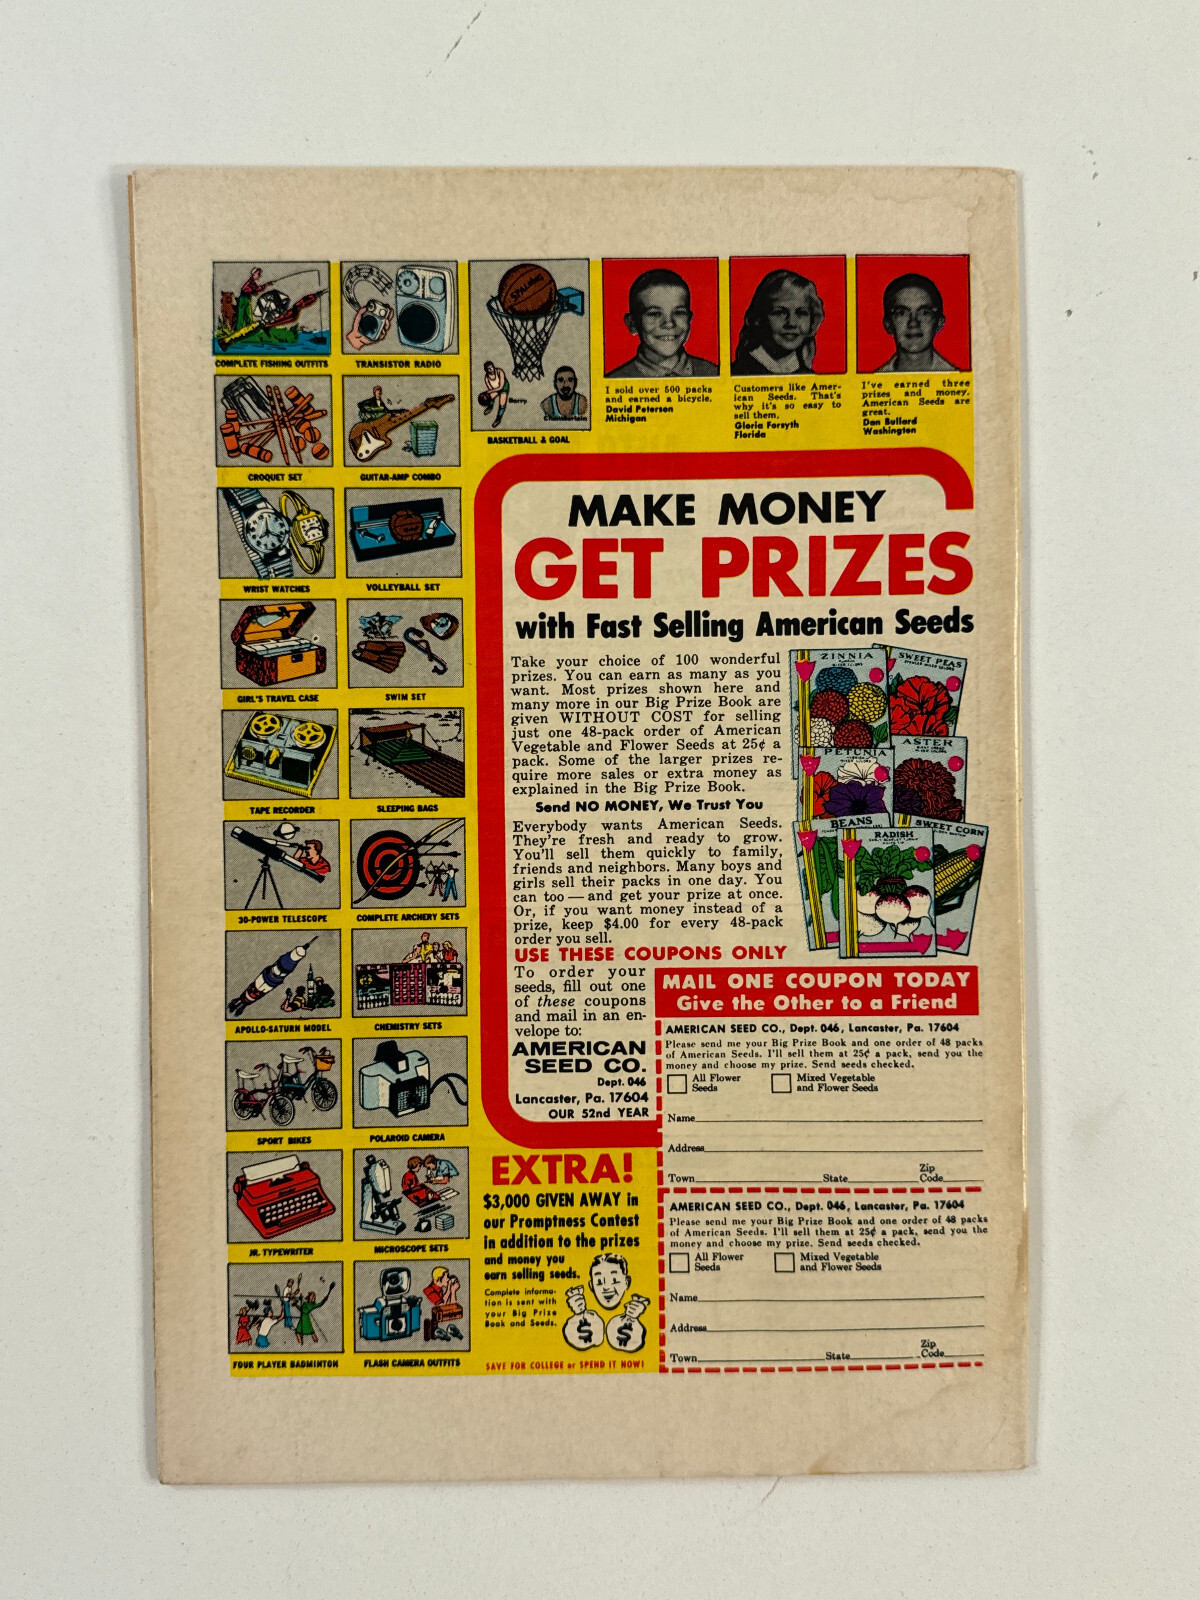 COMPLETE FISHING OUTFITS
TRANSISTOR RADIO
SPALDING
Barry
Chamberlain
BASKETBALL & GOAL
CROQUET SET
GUITAR-AMP COMBO
WRIST WATCHES
VOLLEYBALL SET
GIRL'S TRAVEL CASE
SWIM SET
TAPE RECORDER
SLEEPING BAGS
30-POWER TELESCOPE
COMPLETE ARCHERY SETS
APOLLO-SATURN MODEL
CHEMISTRY SETS
SPORT BIKES
POLAROID CAMERA
JR. TYPEWRITER
MICROSCOPE SETS
FOUR PLAYER BADMINTON
FLASH CAMERA OUTFITS
I sold over 500 packs
and earned a bicycle.
David Peterson
Michigan
Customers like Amer-
ican Seeds. That's
why it's so easy to
sell them.
Gloria Forsyth
Florida
I've earned three
prizes and money.
American Seeds are
great.
Dan Bullard
Washington
MAKE MONEY
GET PRIZES
with Fast Selling American Seeds
Take your choice of 100 wonderful
prizes. You can earn as many as you
want. Most prizes shown here and
many more in our Big Prize Book are
given WITHOUT COST for selling
just one 48-pack order of American
Vegetable and Flower Seeds at 25¢ a
pack. Some of the larger prizes re-
quire more sales or extra money as
explained in the Big Prize Book.
Send NO MONEY, We Trust You
Everybody wants American Seeds.
They're fresh and ready to grow.
You'll sell them quickly to family,
friends and neighbors. Many boys and
girls sell their packs in one day. You
can too — and get your prize at once.
Or, if you want money instead of a
prize, keep $4.00 for every 48-pack
order you sell.
ZINNIA
SWEET PEAS
PETUNIA
ASTER
BEANS
RADISH
SWEET CORN
USE THESE COUPONS ONLY
To order your
seeds, fill out one
of these coupons
and mail in an en-
velope to:
AMERICAN
SEED CO.
Dept. 046
Lancaster, Pa. 17604
OUR 52nd YEAR
MAIL ONE COUPON TODAY
Give the Other to a Friend
AMERICAN SEED CO., Dept. 046, Lancaster, Pa. 17604
Please send me your Big Prize Book and one order of 48 packs
of American Seeds. I'll sell them at 25¢ a pack, send you the
money and choose my prize. Send seeds checked.
All Flower
Seeds
Mixed Vegetable
and Flower Seeds
Name
Address
Town State Zip Code
AMERICAN SEED CO., Dept. 046, Lancaster, Pa. 17604
Please send me your Big Prize Book and one order of 48 packs
of American Seeds. I'll sell them at 25¢ a pack, send you the
money and choose my prize. Send seeds checked.
All Flower
Seeds
Mixed Vegetable
and Flower Seeds
Name
Address
Town State Zip Code
EXTRA!
$3,000 GIVEN AWAY in
our Promptness Contest
in addition to the prizes
and money you
earn selling seeds.
Complete informa-
tion is sent with
your Big Prize
Book and Seeds.
$ $
SAVE FOR COLLEGE or SPEND IT NOW!